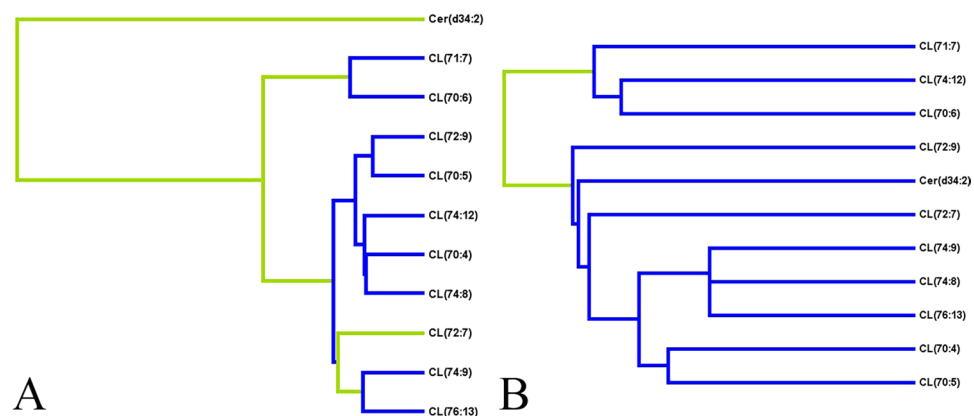 Cer(d34:2)
CL(71:7)
CL(70:6)
CL(72:9)
CL(70:5)
CL(74:12)
CL(70:4)
CL(74:8)
CL(72:7)
CL(74:9)
CL(76:13)
A
CL(71:7)
CL(74:12)
CL(70:6)
CL(72:9)
Cer(d34:2)
CL(72:7)
CL(74:9)
CL(74:8)
CL(76:13)
CL(70:4)
CL(70:5)
B